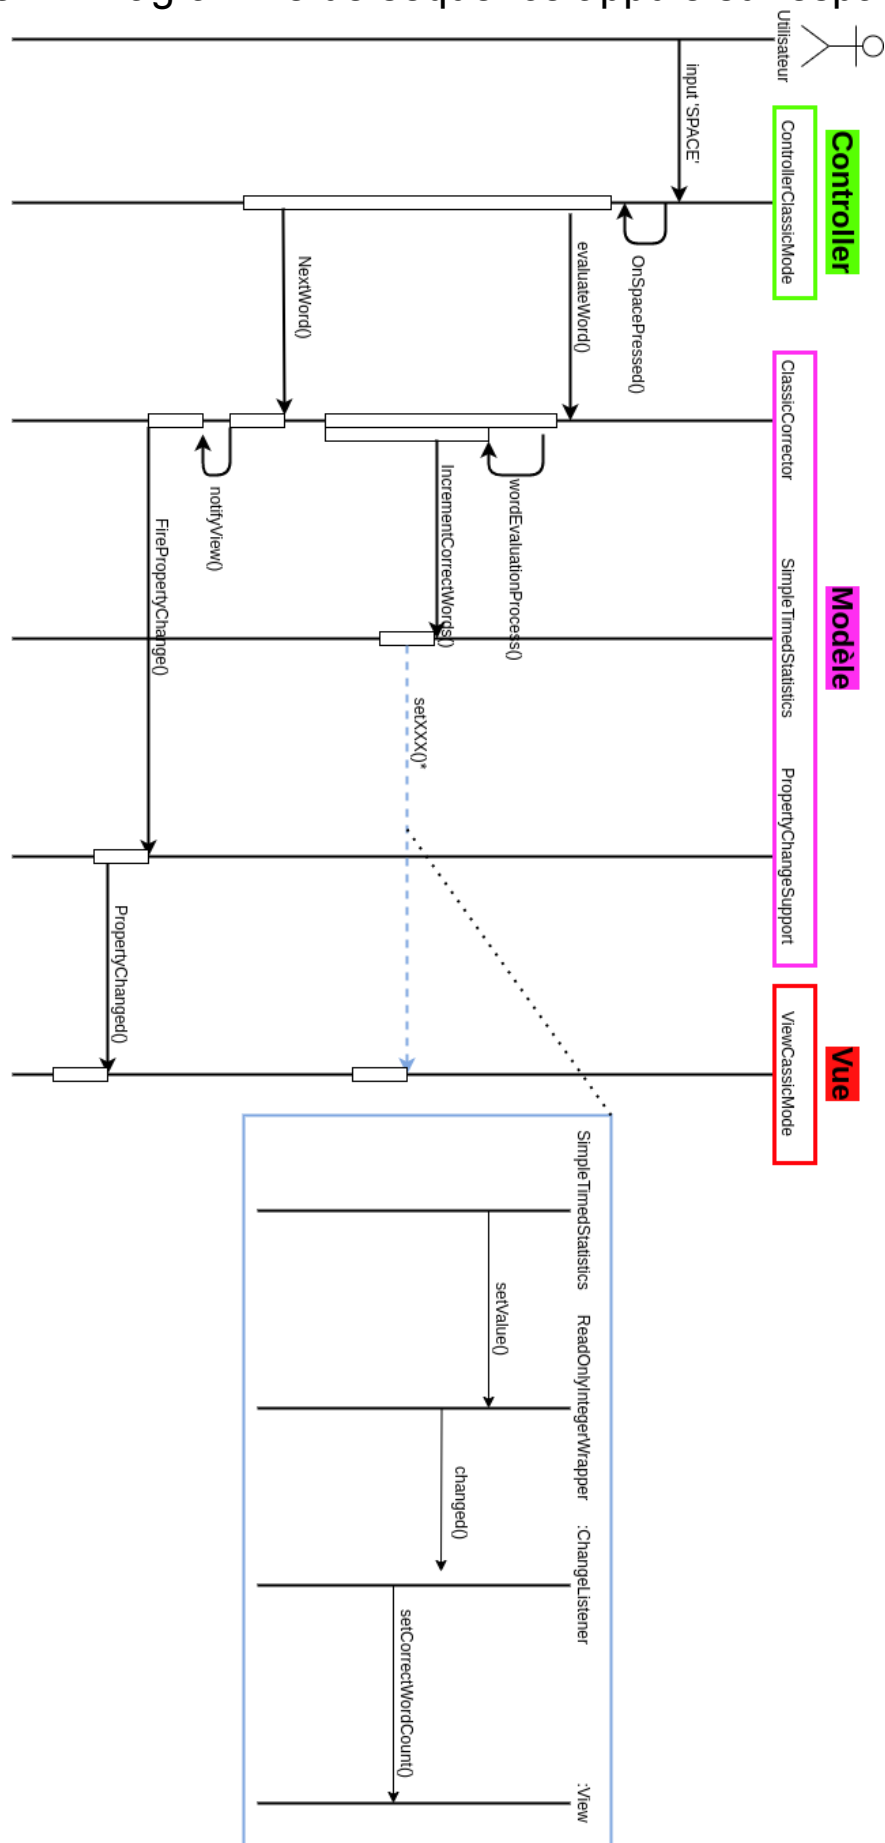 Controller
Modèle
Vue
Utilisateur
ControllerClassicMode
ClassicCorrector
SimpleTimedStatistics
PropertyChangeSupport
ViewCassicMode
input 'SPACE'
OnSpacePressed()
evaluateWord()
wordEvaluationProcess()
IncrementCorrectWords()
setXXX()*
NextWord()
notifyView()
FirePropertyChange()
PropertyChanged()
SimpleTimedStatistics
ReadOnlyIntegerWrapper
:ChangeListener
:View
setValue()
changed()
setCorrectWordCount()